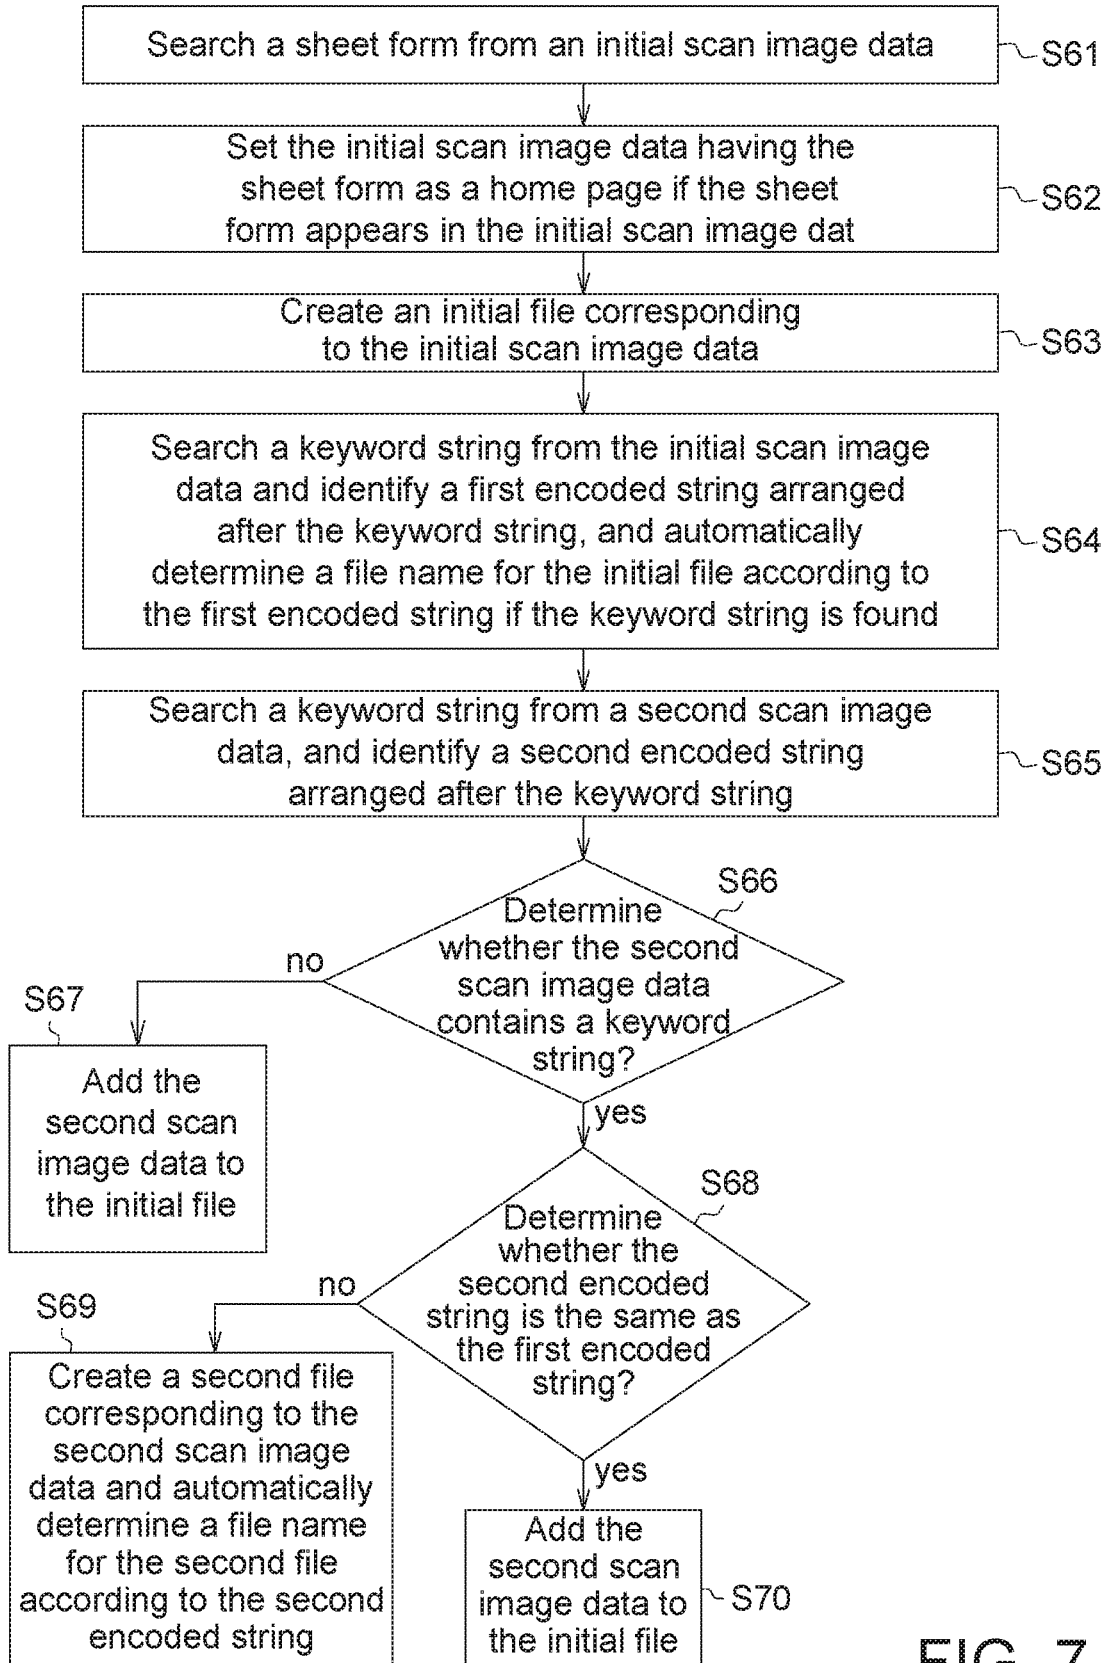 Search a sheet form from an initial scan image data
S61
Set the initial scan image data having the
sheet form as a home page if the sheet
form appears in the initial scan image dat
S62
Create an initial file corresponding
to the initial scan image data
S63
Search a keyword string from the initial scan image
data and identify a first encoded string arranged
after the keyword string, and automatically
determine a file name for the initial file according to
the first encoded string if the keyword string is found
S64
Search a keyword string from a second scan image
data, and identify a second encoded string
arranged after the keyword string
S65
S66
Determine
whether the second
scan image data
contains a keyword
string?
no
S67
Add the
second scan
image data to
the initial file
yes
S68
Determine
whether the
second encoded
string is the same as
the first encoded
string?
no
S69
Create a second file
corresponding to the
second scan image
data and automatically
determine a file name
for the second file
according to the second
encoded string
yes
Add the
second scan
image data to
the initial file
S70
FIG. 7